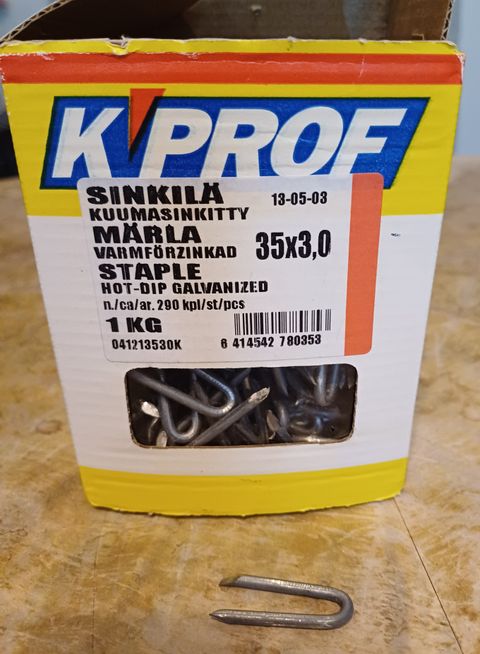 K'PROF
SINKILÄ 13-05-03
KUUMASINKITTY
MÄRLA
VARMFÖRZINKAD 35x3,0
STAPLE
HOT-DIP GALVANIZED
n./ca/ar. 290 kpl/st/pcs
1 KG
041213530K 6 414542 780353